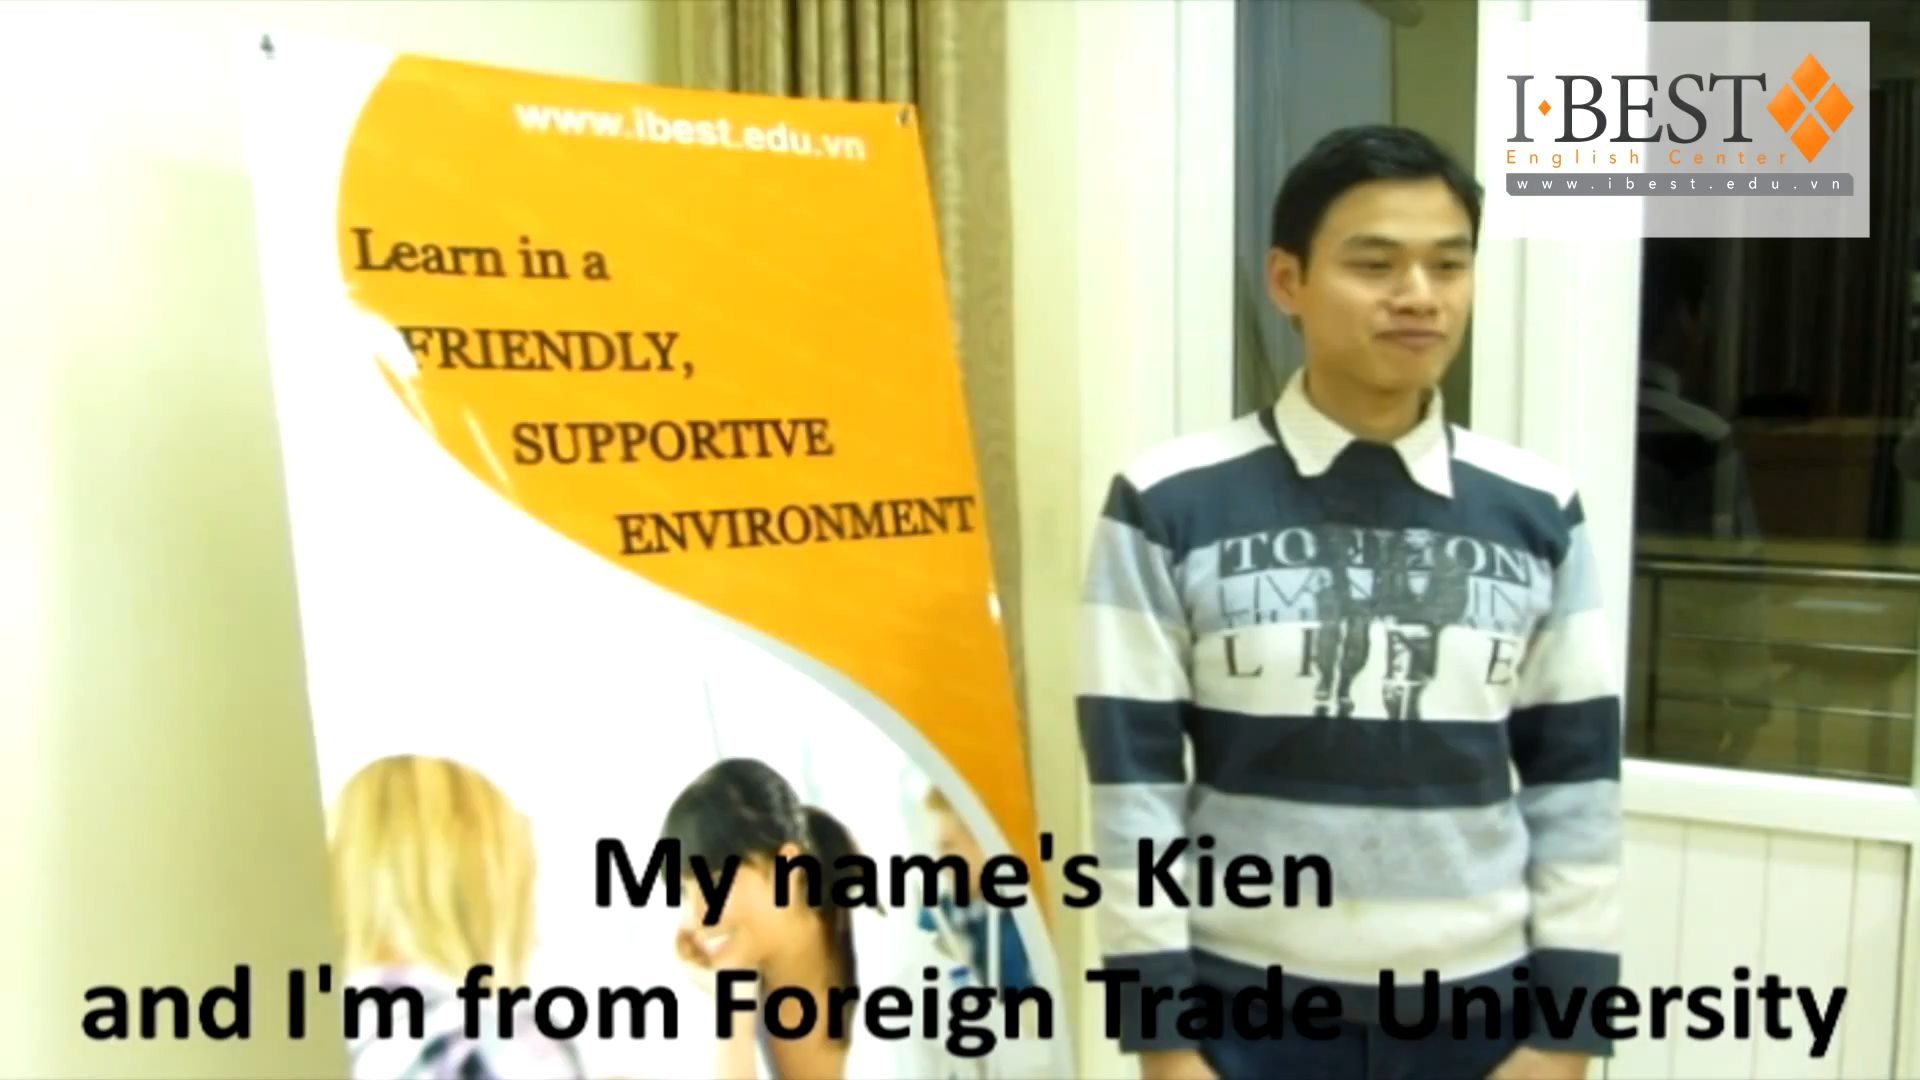 www.ibest.edu.vn
Learn in a
FRIENDLY,
SUPPORTIVE
ENVIRONMENT
I·BEST
English Center
www.ibest.edu.vn
My name's Kien
and I'm from Foreign Trade University